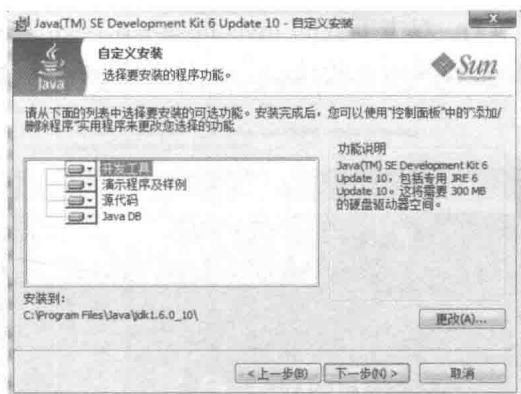 Java(TM) SE Development Kit 6 Update 10 - 自定义安装
自定义安装
选择要安装的程序功能。
Java
Sun
请从下面的列表中选择要安装的可选功能。安装完成后，您可以使用"控制面板"中的"添加/
删除程序"实用程序来更改您选择的功能
开发工具
演示程序及样例
源代码
Java DB
功能说明
Java(TM) SE Development Kit 6
Update 10，包括专用 JRE 6
Update 10。这将需要 300 MB
的硬盘驱动器空间。
安装到：
C:\Program Files\Java\jdk1.6.0_10\
更改(A)...
<上一步(B)
下一步(N) >
取消